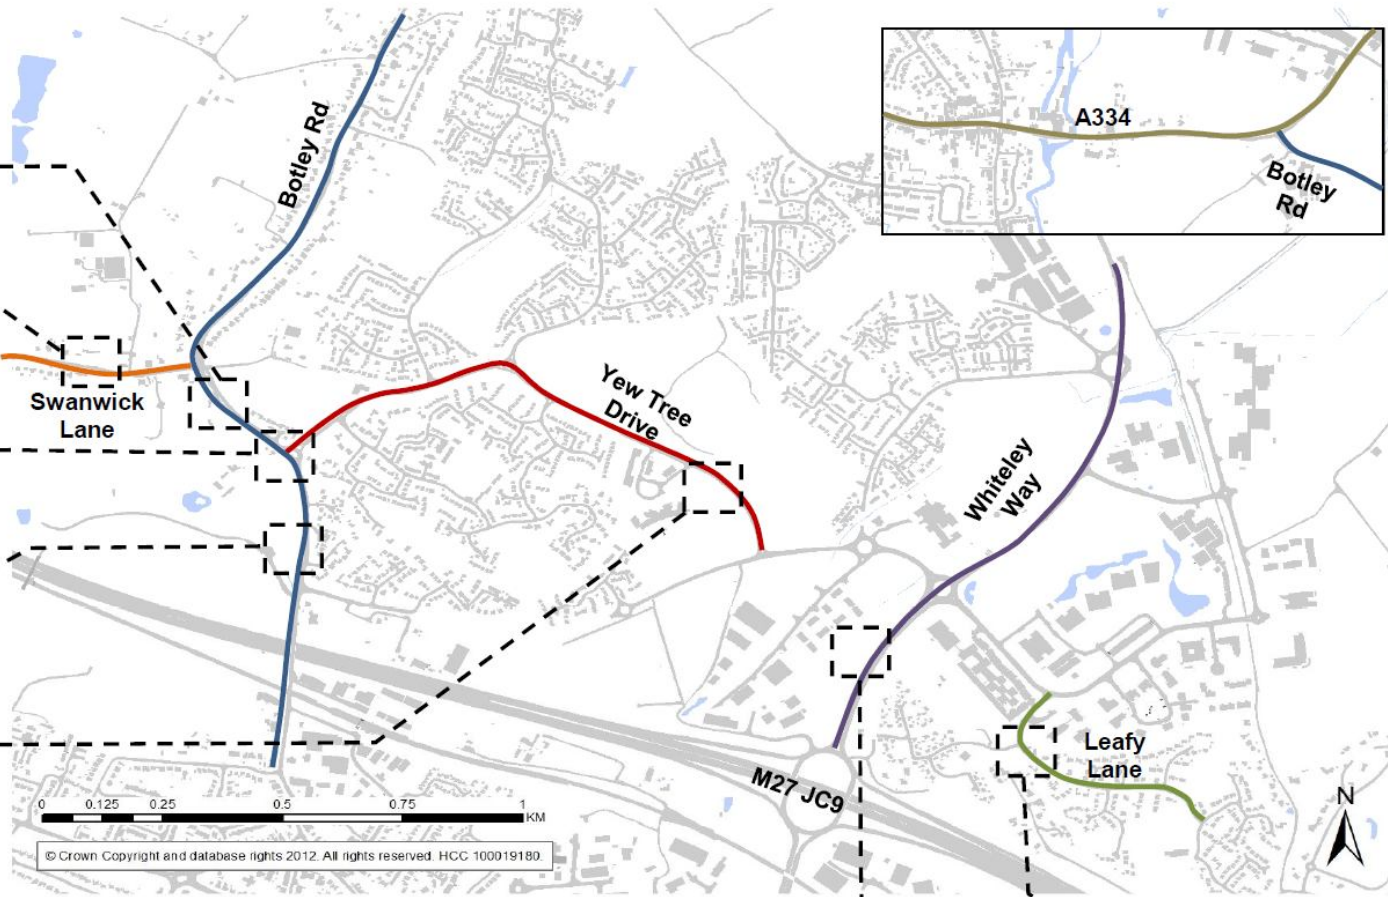 A334
Botley
Rd
Botley Rd
Swanwick
Lane
Yew Tree
Drive
Whiteley
Way
Leafy
Lane
M27 JC9
N
0 0.125 0.25 0.5 0.75 1
KM
© Crown Copyright and database rights 2012. All rights reserved. HCC 100019180.